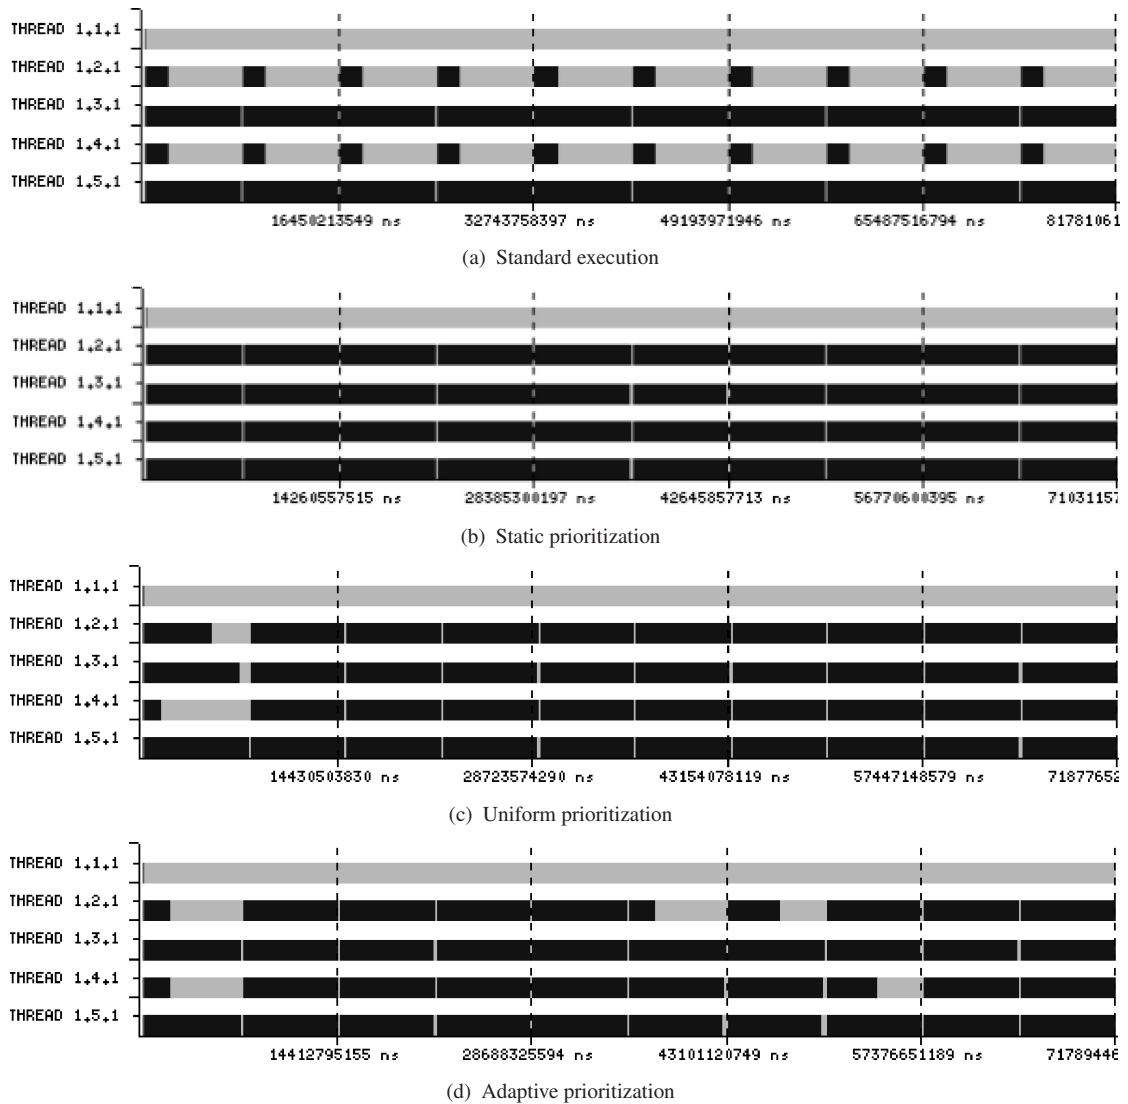 THREAD 1.1.1
THREAD 1.2.1
THREAD 1.3.1
THREAD 1.4.1
THREAD 1.5.1
16450213549 ns 32743758397 ns 49193971946 ns 65487516794 ns 81781061
(a) Standard execution
THREAD 1.1.1
THREAD 1.2.1
THREAD 1.3.1
THREAD 1.4.1
THREAD 1.5.1
14260557515 ns 28385300197 ns 42645857713 ns 56770600395 ns 71031157
(b) Static prioritization
THREAD 1.1.1
THREAD 1.2.1
THREAD 1.3.1
THREAD 1.4.1
THREAD 1.5.1
14430503830 ns 28723574290 ns 43154078119 ns 57447148579 ns 71877652
(c) Uniform prioritization
THREAD 1.1.1
THREAD 1.2.1
THREAD 1.3.1
THREAD 1.4.1
THREAD 1.5.1
14412795155 ns 28688325594 ns 43101120749 ns 57376651189 ns 71789446
(d) Adaptive prioritization